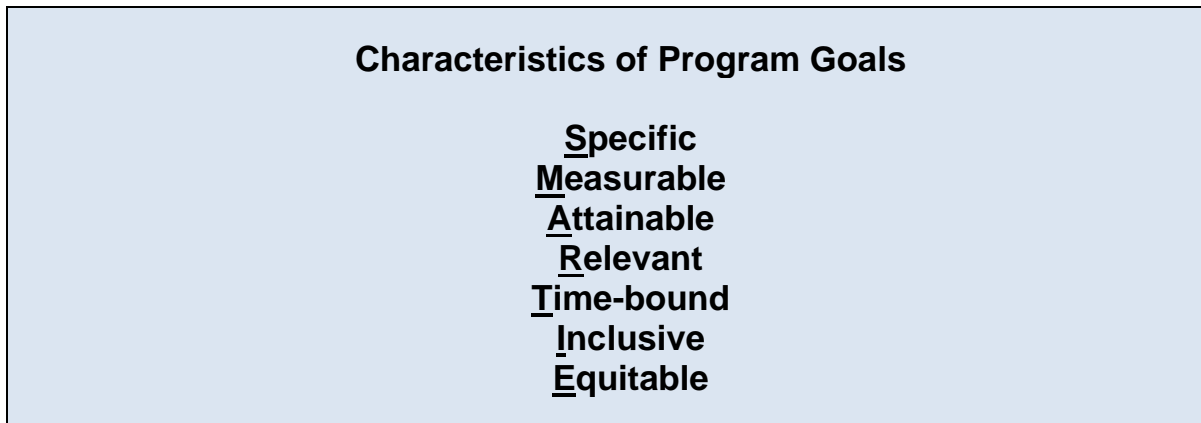 Characteristics of Program Goals
Specific
Measurable
Attainable
Relevant
Time-bound
Inclusive
Equitable